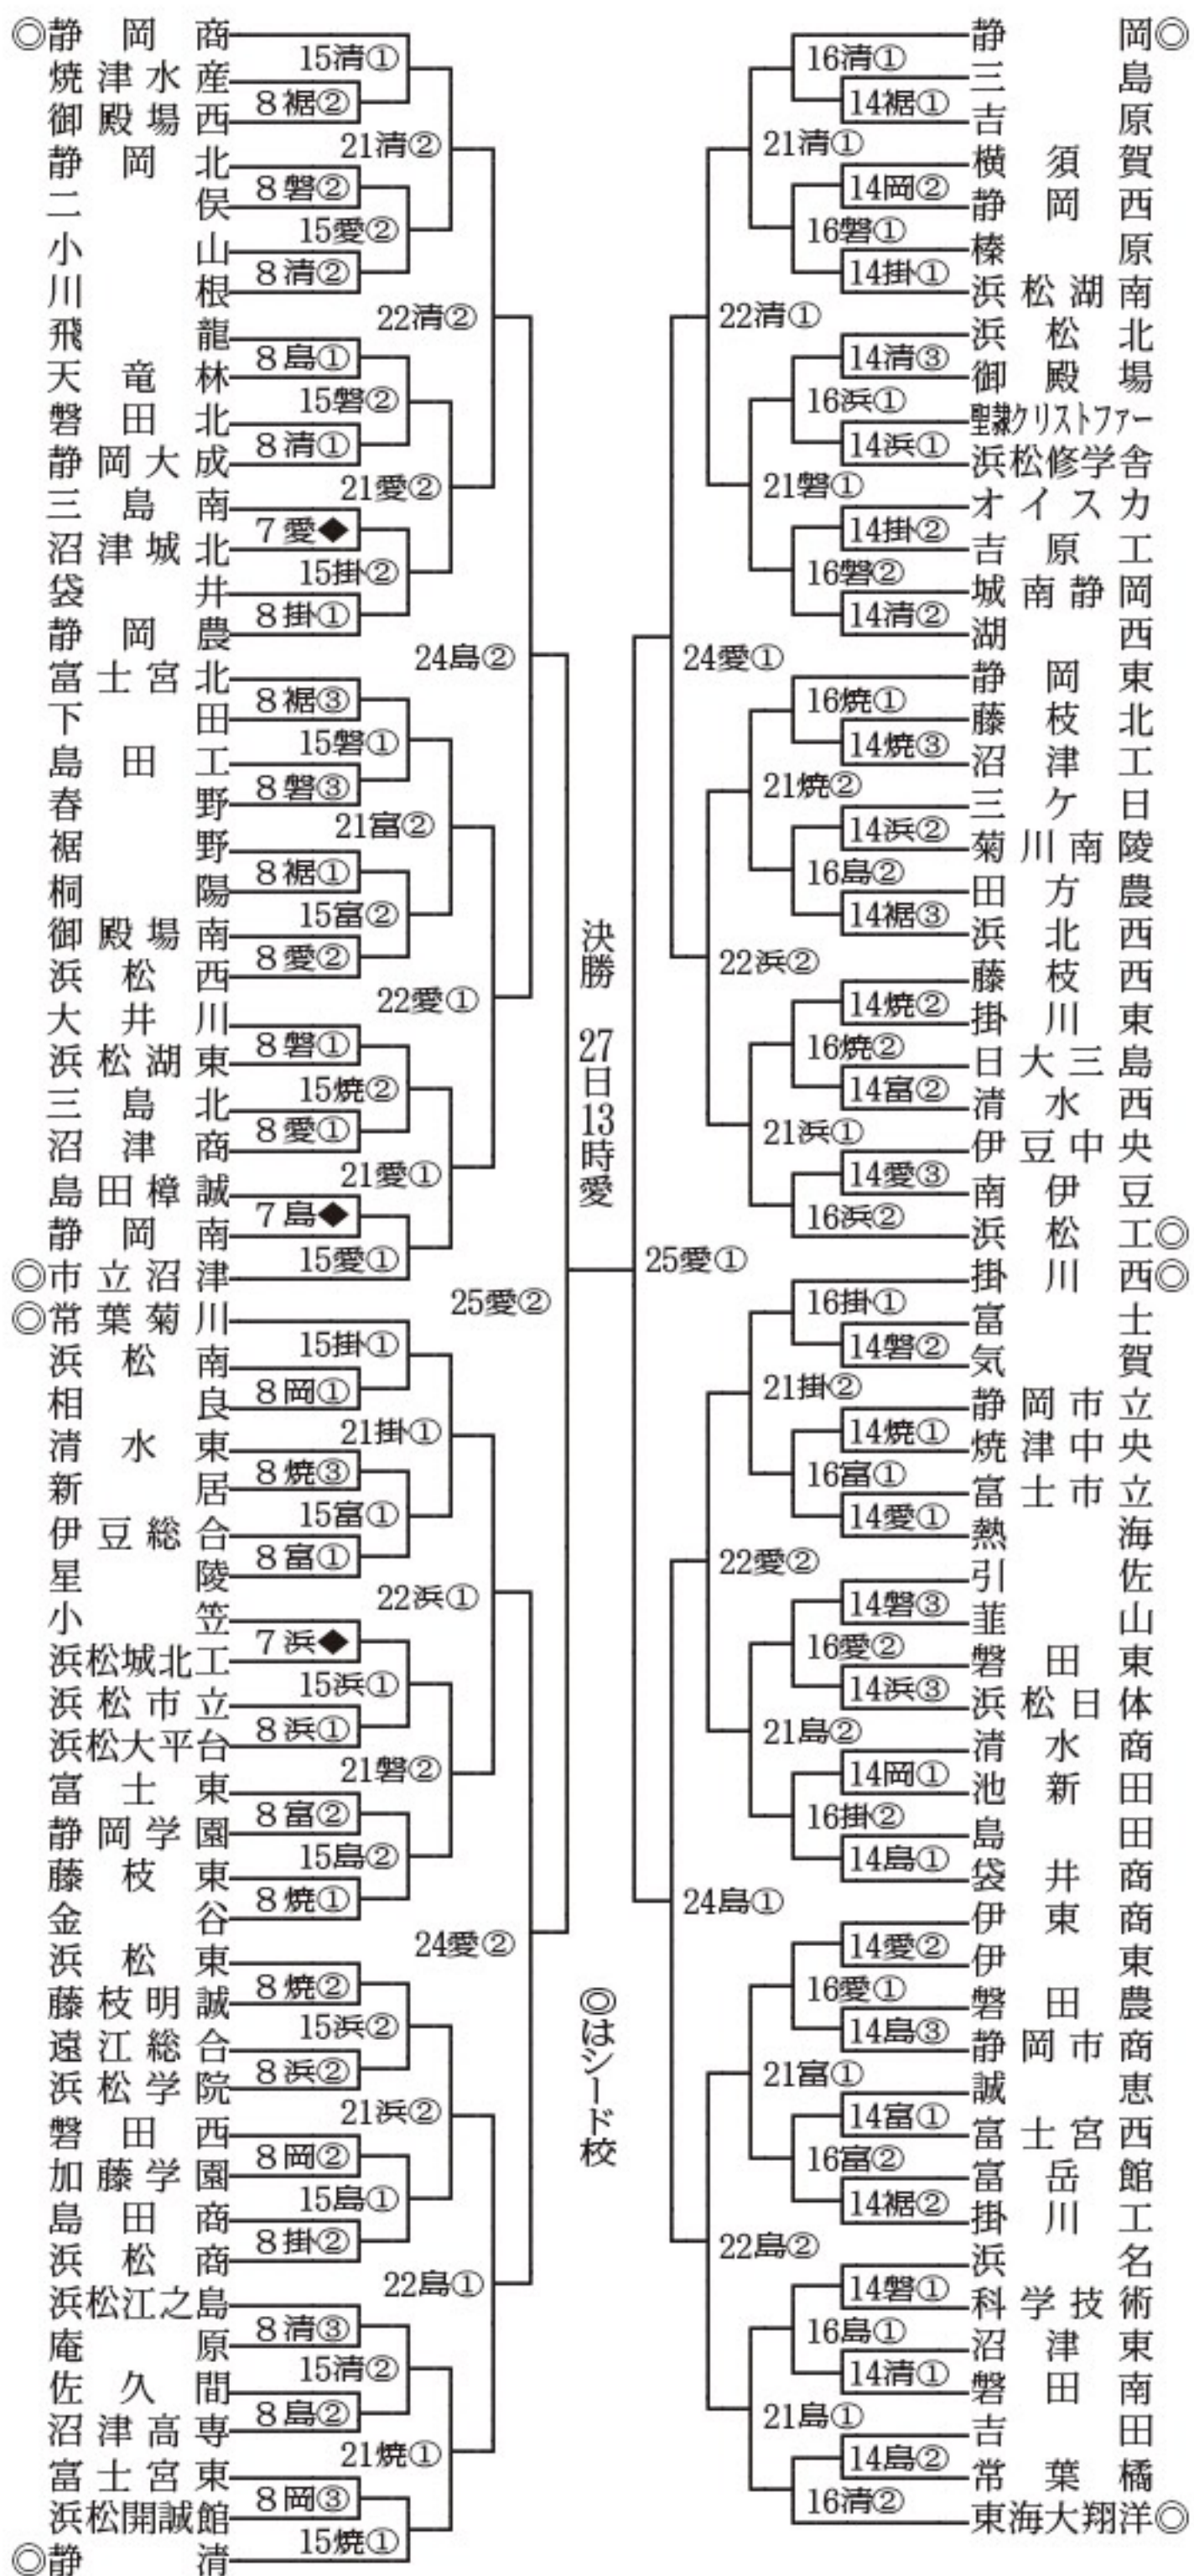 ◎静岡商
焼津水産
御殿場西
静岡北
二俣
小山
川根
飛龍
天竜林
磐田北
静岡大成
三島南
沼津城北
袋井
静岡農
富士宮北
下田
島田工
春野
裾野
桐陽
御殿場南
浜松西
大井川
浜松湖東
三島北
沼津商
島田樟誠
静岡南
◎市立沼津
◎常葉菊川
浜松南
相良
清水東
新居
伊豆総合
星陵
小笠
浜松城北工
浜松市立
浜松大平台
富士東
静岡学園
藤枝東
金谷
浜松東
藤枝明誠
遠江総合
浜松学院
磐田西
加藤学園
島田商
浜松商
浜松江之島
庵原
佐久間
沼津高専
富士宮東
浜松開誠館
◎静清
8裾②
8磐②
8清②
8島①
8清①
7愛◆
8掛①
8裾③
8磐③
8裾①
8愛②
8磐①
8愛①
7島◆
8岡①
8焼③
8富①
7浜◆
8浜①
8富②
8焼①
8焼②
8浜②
8岡②
8掛②
8清③
8島②
8岡③
15清①
15愛②
15磐②
15掛②
15磐①
15富②
15焼②
15愛①
15掛①
15富①
15浜①
15島②
15浜②
15島①
15清②
15焼①
21清②
21愛②
21富②
21愛①
21掛①
21磐②
21浜②
21焼①
22清②
22愛①
22浜①
22島①
24島②
24愛②
25愛②
決勝 27日13時愛
◎はシード校
25愛①
24愛①
24島①
22清①
22浜②
22愛②
22島②
21清①
21磐①
21焼②
21浜①
21掛②
21島②
21富①
21島①
16清①
16磐①
16浜①
16磐②
16焼①
16島②
16焼②
16浜②
16掛①
16富①
16愛②
16掛②
16愛①
16富②
16島①
16清②
14裾①
14岡②
14掛①
14清③
14浜①
14掛②
14清②
14焼③
14浜②
14裾③
14焼②
14富②
14愛③
14磐②
14焼①
14愛①
14磐③
14浜③
14岡①
14島①
14愛②
14島③
14富①
14裾②
14磐①
14清①
14島②
静岡◎
三島
吉原
横須賀
静岡西
榛原
浜松湖南
浜松北
御殿場
聖隷クリストファー
浜松修学舎
オイスカ
吉原工
城南静岡
湖西
静岡東
藤枝北
沼津工
三ケ日
菊川南陵
田方農
浜北西
藤枝西
掛川東
日大三島
清水西
伊豆中央
南伊豆
浜松工◎
掛川西◎
富士
気賀
静岡市立
焼津中央
富士市立
熱海
引佐
韮山
磐田東
浜松日体
清水商
池新田
島田
袋井商
伊東商
伊東
磐田農
静岡市商
誠恵
富士宮西
富岳館
掛川工
浜名
科学技術
沼津東
磐田南
吉田
常葉橘
東海大翔洋◎